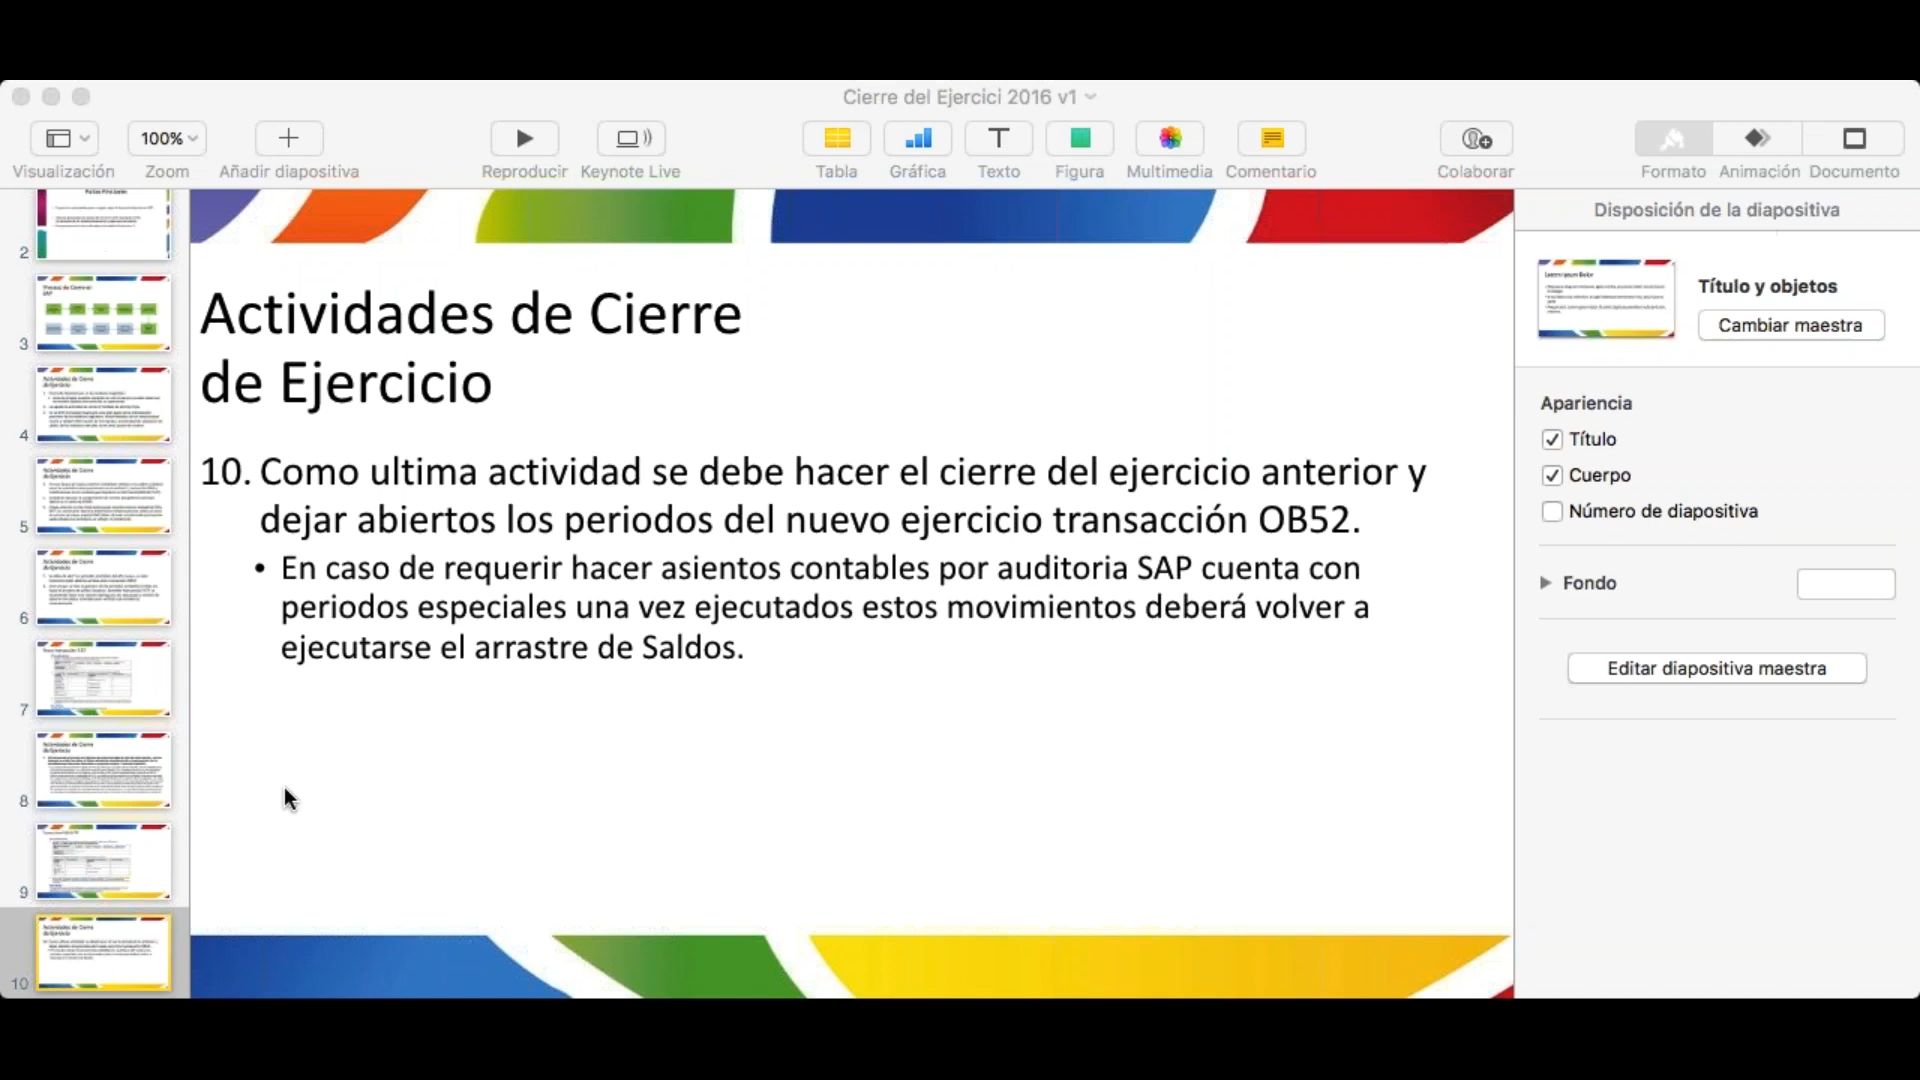 Cierre del Ejercici 2016 v1
100%
Visualización
Zoom
Añadir diapositiva
Reproducir
Keynote Live
Tabla
Gráfica
Texto
Figura
Multimedia
Comentario
Colaborar
Formato
Animación
Documento
2
3
4
5
6
7
8
9
10
Actividades de Cierre
de Ejercicio
10. Como ultima actividad se debe hacer el cierre del ejercicio anterior y
dejar abiertos los periodos del nuevo ejercicio transacción OB52.
• En caso de requerir hacer asientos contables por auditoria SAP cuenta con
periodos especiales una vez ejecutados estos movimientos deberá volver a
ejecutarse el arrastre de Saldos.
Disposición de la diapositiva
Título y objetos
Cambiar maestra
Apariencia
Título
Cuerpo
Número de diapositiva
Fondo
Editar diapositiva maestra